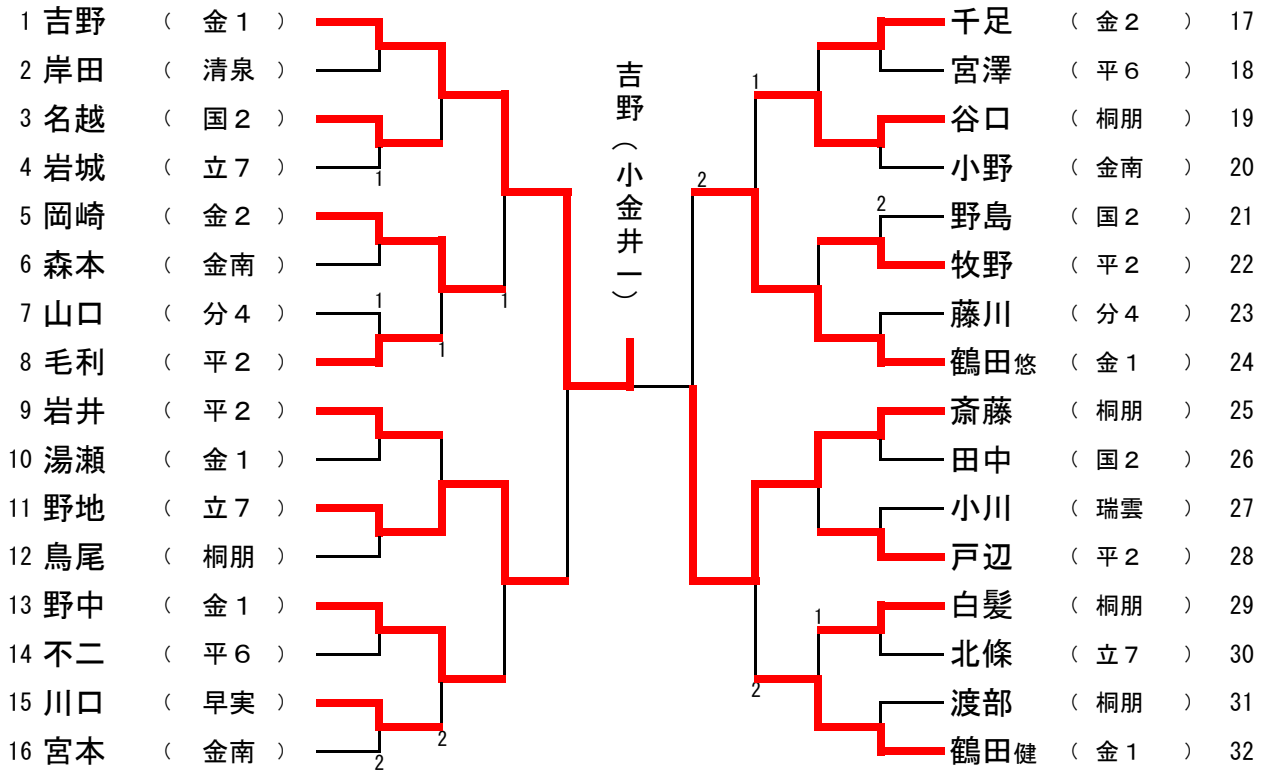 1 吉野 （ 金１ ）
2 岸田 （ 清泉 ）
3 名越 （ 国２ ）
4 岩城 （ 立７ ）
1
5 岡崎 （ 金２ ）
6 森本 （ 金南 ）
7 山口 （ 分４ ）
1
1
8 毛利 （ 平２ ）
1
9 岩井 （ 平２ ）
10 湯瀬 （ 金１ ）
11 野地 （ 立７ ）
12 鳥尾 （ 桐朋 ）
13 野中 （ 金１ ）
14 不二 （ 平６ ）
15 川口 （ 早実 ）
2
16 宮本 （ 金南 ）
2
吉野（小金井一）
千足 （ 金２ ） 17
宮澤 （ 平６ ） 18
1
谷口 （ 桐朋 ） 19
小野 （ 金南 ） 20
2
2
野島 （ 国２ ） 21
牧野 （ 平２ ） 22
藤川 （ 分４ ） 23
鶴田悠 （ 金１ ） 24
斎藤 （ 桐朋 ） 25
田中 （ 国２ ） 26
小川 （ 瑞雲 ） 27
戸辺 （ 平２ ） 28
白髪 （ 桐朋 ） 29
1
北條 （ 立７ ） 30
2
渡部 （ 桐朋 ） 31
鶴田健 （ 金１ ） 32